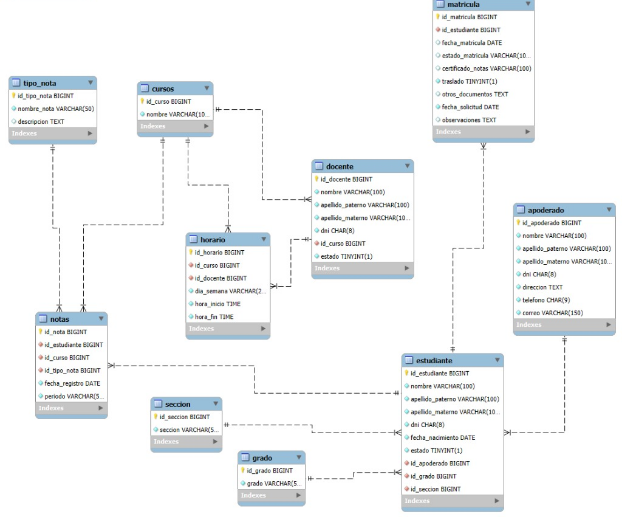 matricula
id_matricula BIGINT
id_estudiante BIGINT
fecha_matricula DATE
estado_matricula VARCHAR(10...
certificado_notas VARCHAR(100)
traslado TINYINT(1)
otros_documentos TEXT
fecha_solicitud DATE
observaciones TEXT
Indexes
tipo_nota
id_tipo_nota BIGINT
nombre_nota VARCHAR(50)
descripcion TEXT
Indexes
cursos
id_curso BIGINT
nombre VARCHAR(10...
Indexes
docente
id_docente BIGINT
nombre VARCHAR(100)
apellido_paterno VARCHAR(100)
apellido_materno VARCHAR(10...
dni CHAR(8)
id_curso BIGINT
estado TINYINT(1)
Indexes
apoderado
id_apoderado BIGINT
nombre VARCHAR(100)
apellido_paterno VARCHAR(100)
apellido_materno VARCHAR(10...
dni CHAR(8)
direccion TEXT
telefono CHAR(9)
correo VARCHAR(150)
Indexes
horario
id_horario BIGINT
id_curso BIGINT
id_docente BIGINT
dia_semana VARCHAR(2...
hora_inicio TIME
hora_fin TIME
Indexes
notas
id_nota BIGINT
id_estudiante BIGINT
id_curso BIGINT
id_tipo_nota BIGINT
fecha_registro DATE
periodo VARCHAR(5...
Indexes
estudiante
id_estudiante BIGINT
nombre VARCHAR(100)
apellido_paterno VARCHAR(100)
apellido_materno VARCHAR(10...
dni CHAR(8)
fecha_nacimiento DATE
estado TINYINT(1)
id_apoderado BIGINT
id_grado BIGINT
id_seccion BIGINT
Indexes
seccion
id_seccion BIGINT
seccion VARCHAR(5...
Indexes
grado
id_grado BIGINT
grado VARCHAR(5...
Indexes